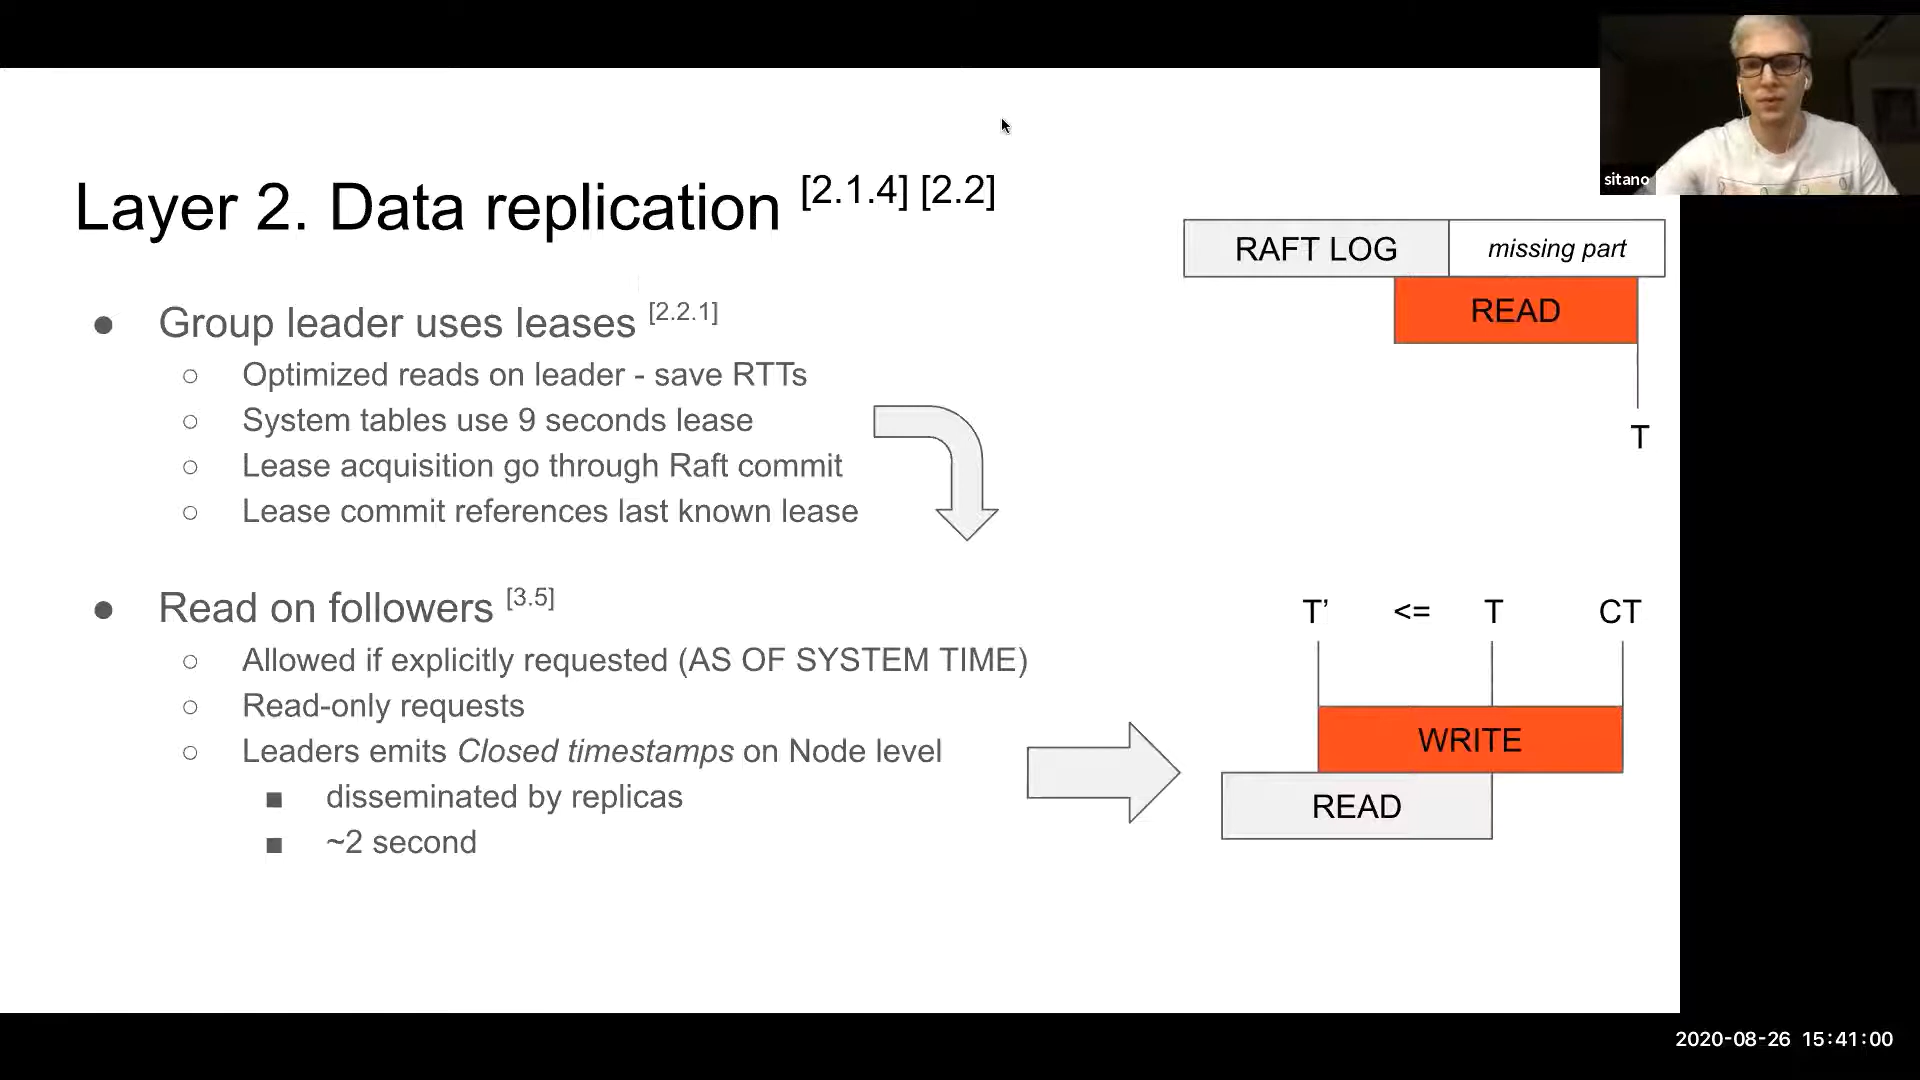 sitano
Layer 2. Data replication [2.1.4] [2.2]
RAFT LOG missing part
READ
T
● Group leader uses leases [2.2.1]
○ Optimized reads on leader - save RTTs
○ System tables use 9 seconds lease
○ Lease acquisition go through Raft commit
○ Lease commit references last known lease
● Read on followers [3.5]
○ Allowed if explicitly requested (AS OF SYSTEM TIME)
○ Read-only requests
○ Leaders emits Closed timestamps on Node level
■ disseminated by replicas
■ ~2 second
T’ <= T CT
WRITE
READ
2020-08-26 15:41:00